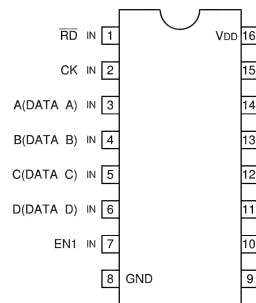 R̅D̅ IN 1 VDD 16
CK IN 2 15
A(DATA A) IN 3 14
B(DATA B) IN 4 13
C(DATA C) IN 5 12
D(DATA D) IN 6 11
EN1 IN 7 10
8 GND 9